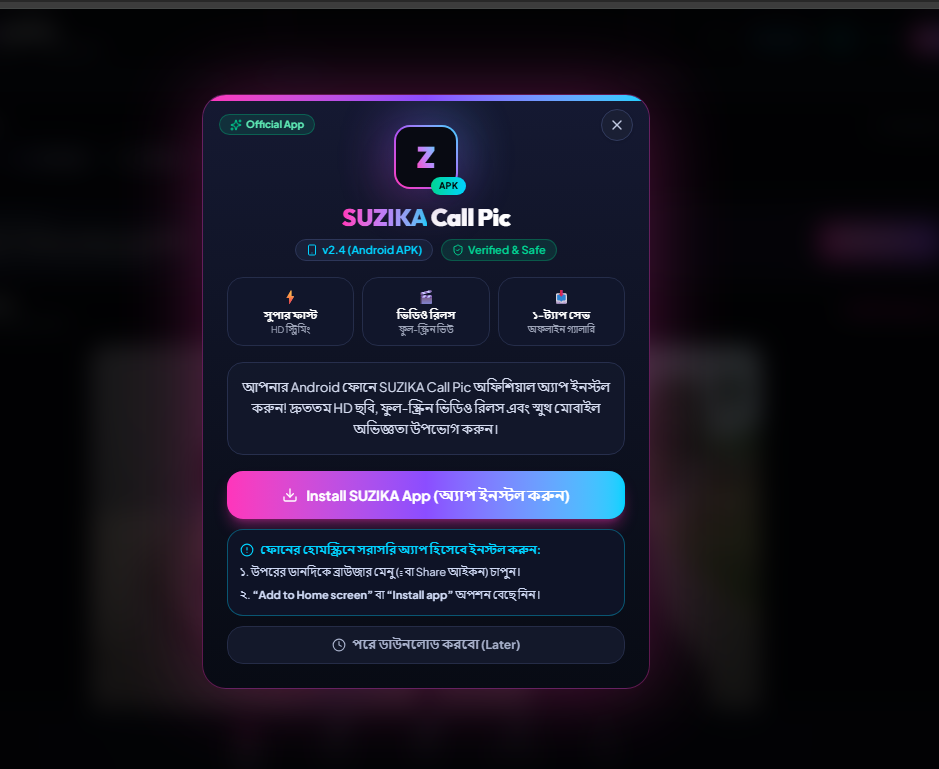 Official App
Z
APK
SUZIKA Call Pic
v2.4 (Android APK)
Verified & Safe
সুপার ফাস্ট
HD স্ট্রিমিং
ভিডিও রিলস
ফুল-স্ক্রিন ভিউ
১-ট্যাপ সেভ
অফলাইন গ্যালারি
আপনার Android ফোনে SUZIKA Call Pic অফিশিয়াল অ্যাপ ইনস্টল
করুন! দ্রুততম HD ছবি, ফুল-স্ক্রিন ভিডিও রিলস এবং স্মুথ মোবাইল
অভিজ্ঞতা উপভোগ করুন।
Install SUZIKA App (অ্যাপ ইনস্টল করুন)
ফোনের হোমস্ক্রিনে সরাসরি অ্যাপ হিসেবে ইনস্টল করুন:
১. উপরের ডানদিকে ব্রাউজার মেনু (⋮ বা Share আইকন) চাপুন।
২. “Add to Home screen” বা “Install app” অপশন বেছে নিন।
পরে ডাউনলোড করবো (Later)